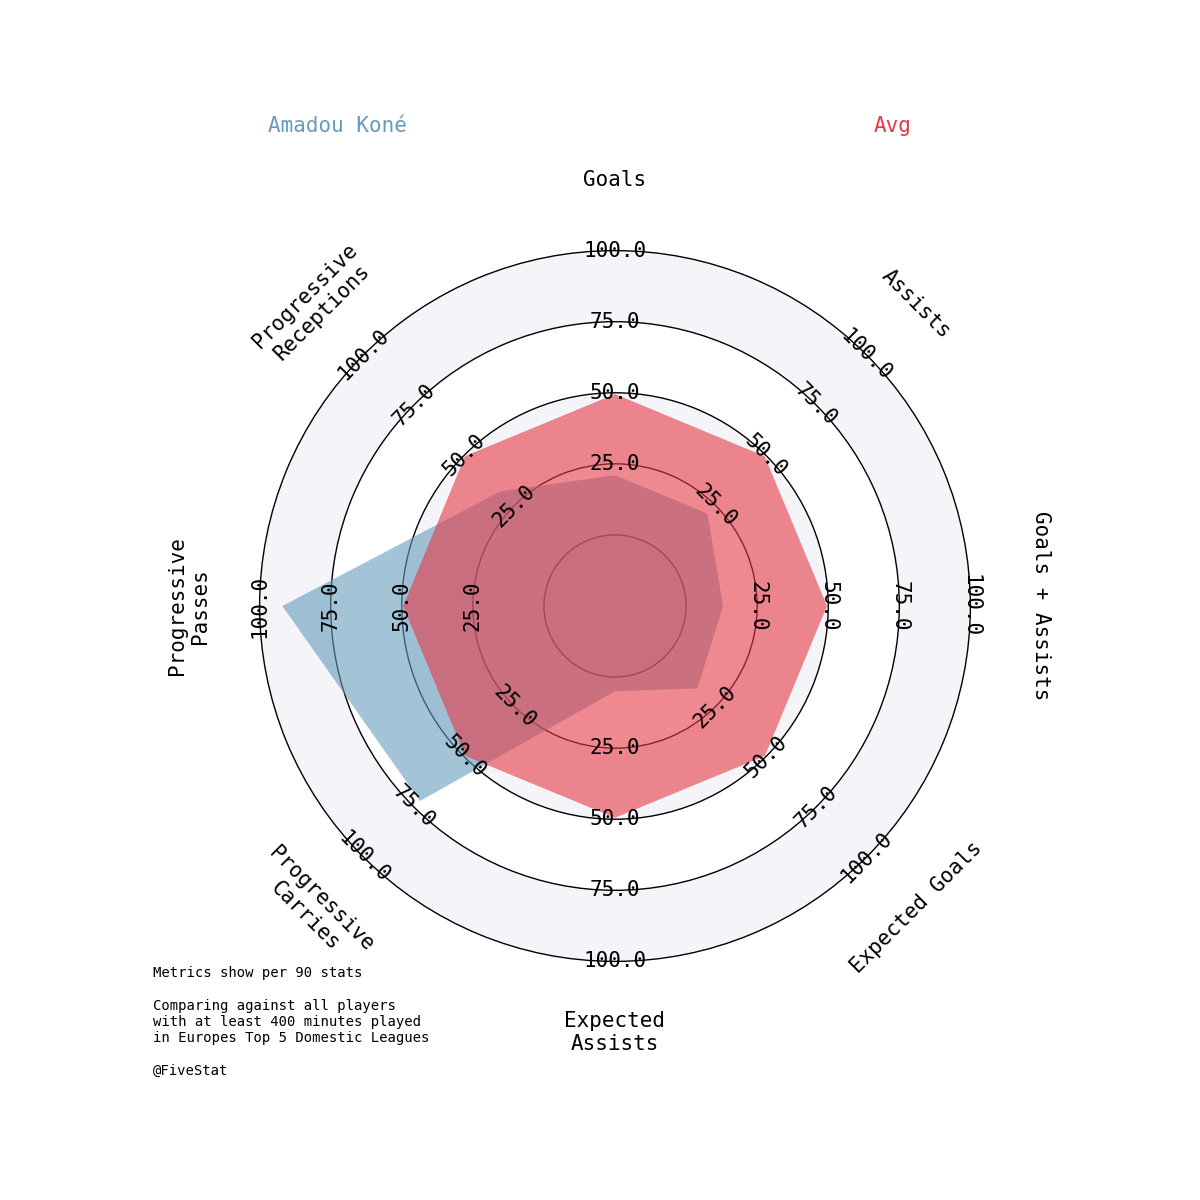 Amadou Koné
Avg
Goals
Assists
Goals + Assists
Expected Goals
Expected
Assists
Progressive
Carries
Progressive
Passes
Progressive
Receptions
25.0
50.0
75.0
100.0
25.0
50.0
75.0
100.0
25.0
50.0
75.0
100.0
25.0
50.0
75.0
100.0
25.0
50.0
75.0
100.0
25.0
50.0
75.0
100.0
25.0
50.0
75.0
100.0
25.0
50.0
75.0
100.0
Metrics show per 90 stats
Comparing against all players
with at least 400 minutes played
in Europes Top 5 Domestic Leagues
@FiveStat